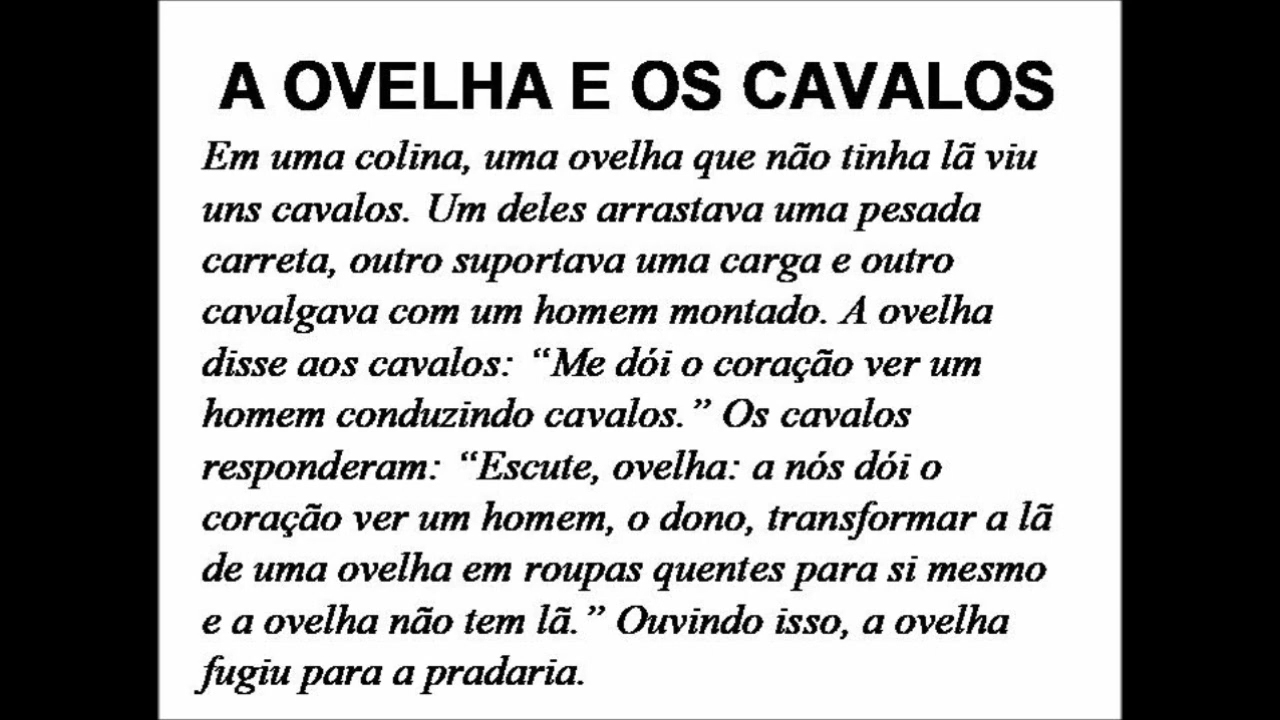 A OVELHA E OS CAVALOS
Em uma colina, uma ovelha que não tinha lã viu
uns cavalos. Um deles arrastava uma pesada
carreta, outro suportava uma carga e outro
cavalgava com um homem montado. A ovelha
disse aos cavalos: “Me dói o coração ver um
homem conduzindo cavalos.” Os cavalos
responderam: “Escute, ovelha: a nós dói o
coração ver um homem, o dono, transformar a lã
de uma ovelha em roupas quentes para si mesmo
e a ovelha não tem lã.” Ouvindo isso, a ovelha
fugiu para a pradaria.